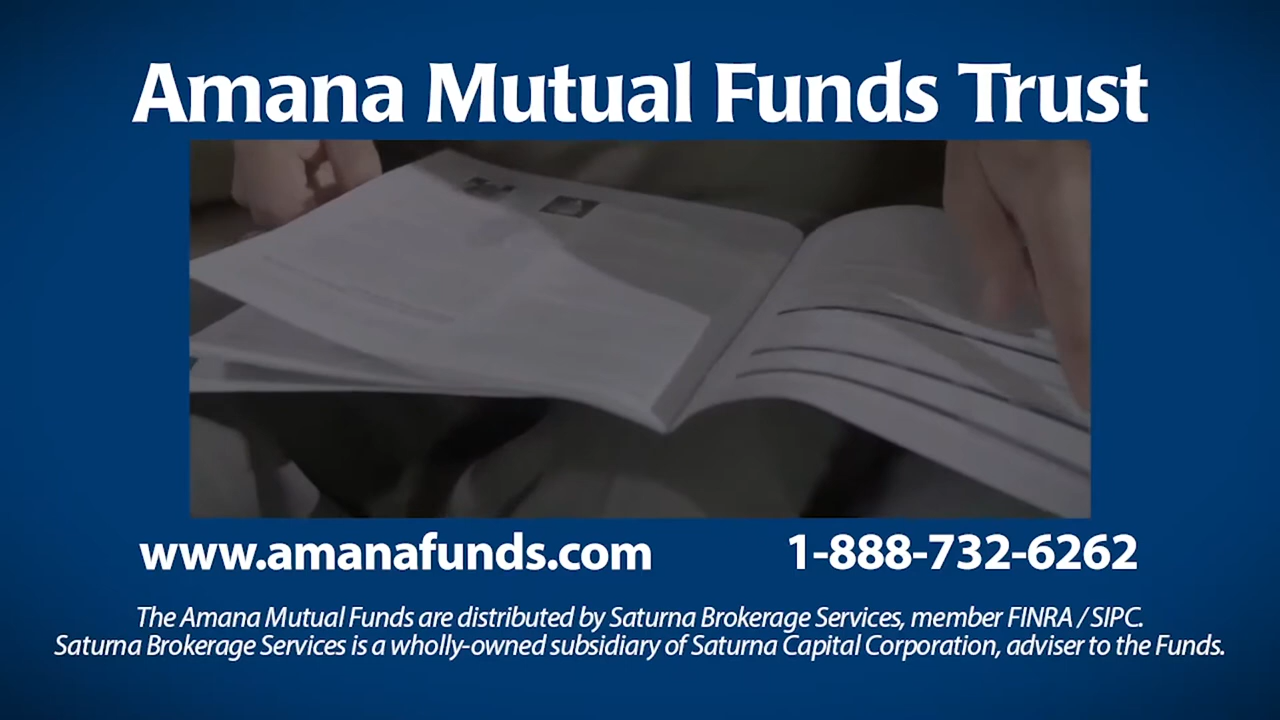 Amana Mutual Funds Trust
www.amanafunds.com
1-888-732-6262
The Amana Mutual Funds are distributed by Saturna Brokerage Services, member FINRA / SIPC.
Saturna Brokerage Services is a wholly-owned subsidiary of Saturna Capital Corporation, adviser to the Funds.